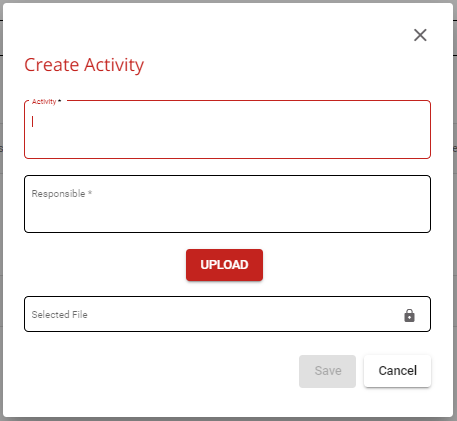 Create Activity
Activity *
Responsible *
UPLOAD
Selected File
Save
Cancel